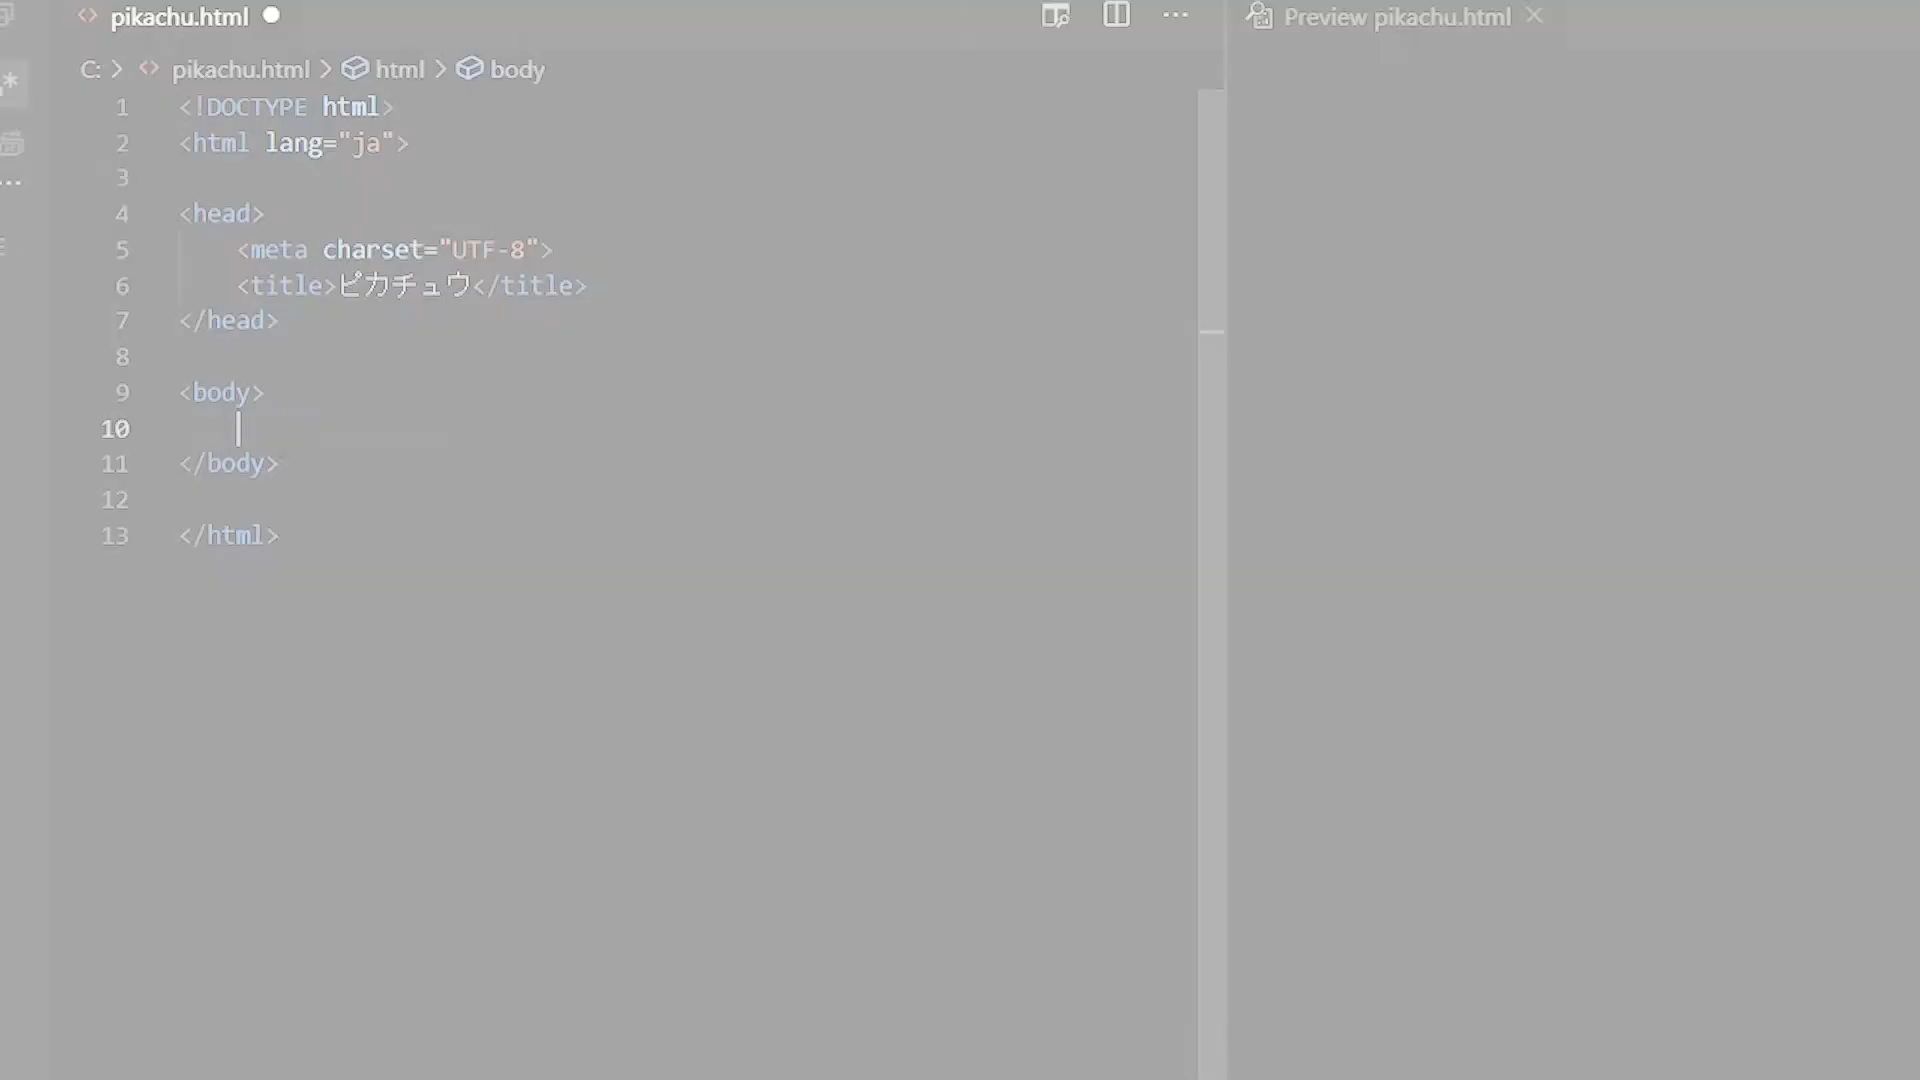 pikachu.html
Preview pikachu.html
C: > pikachu.html > html > body
1 <!DOCTYPE html>
2 <html lang="ja">
3
4 <head>
5 <meta charset="UTF-8">
6 <title>ピカチュウ</title>
7 </head>
8
9 <body>
10
11 </body>
12
13 </html>